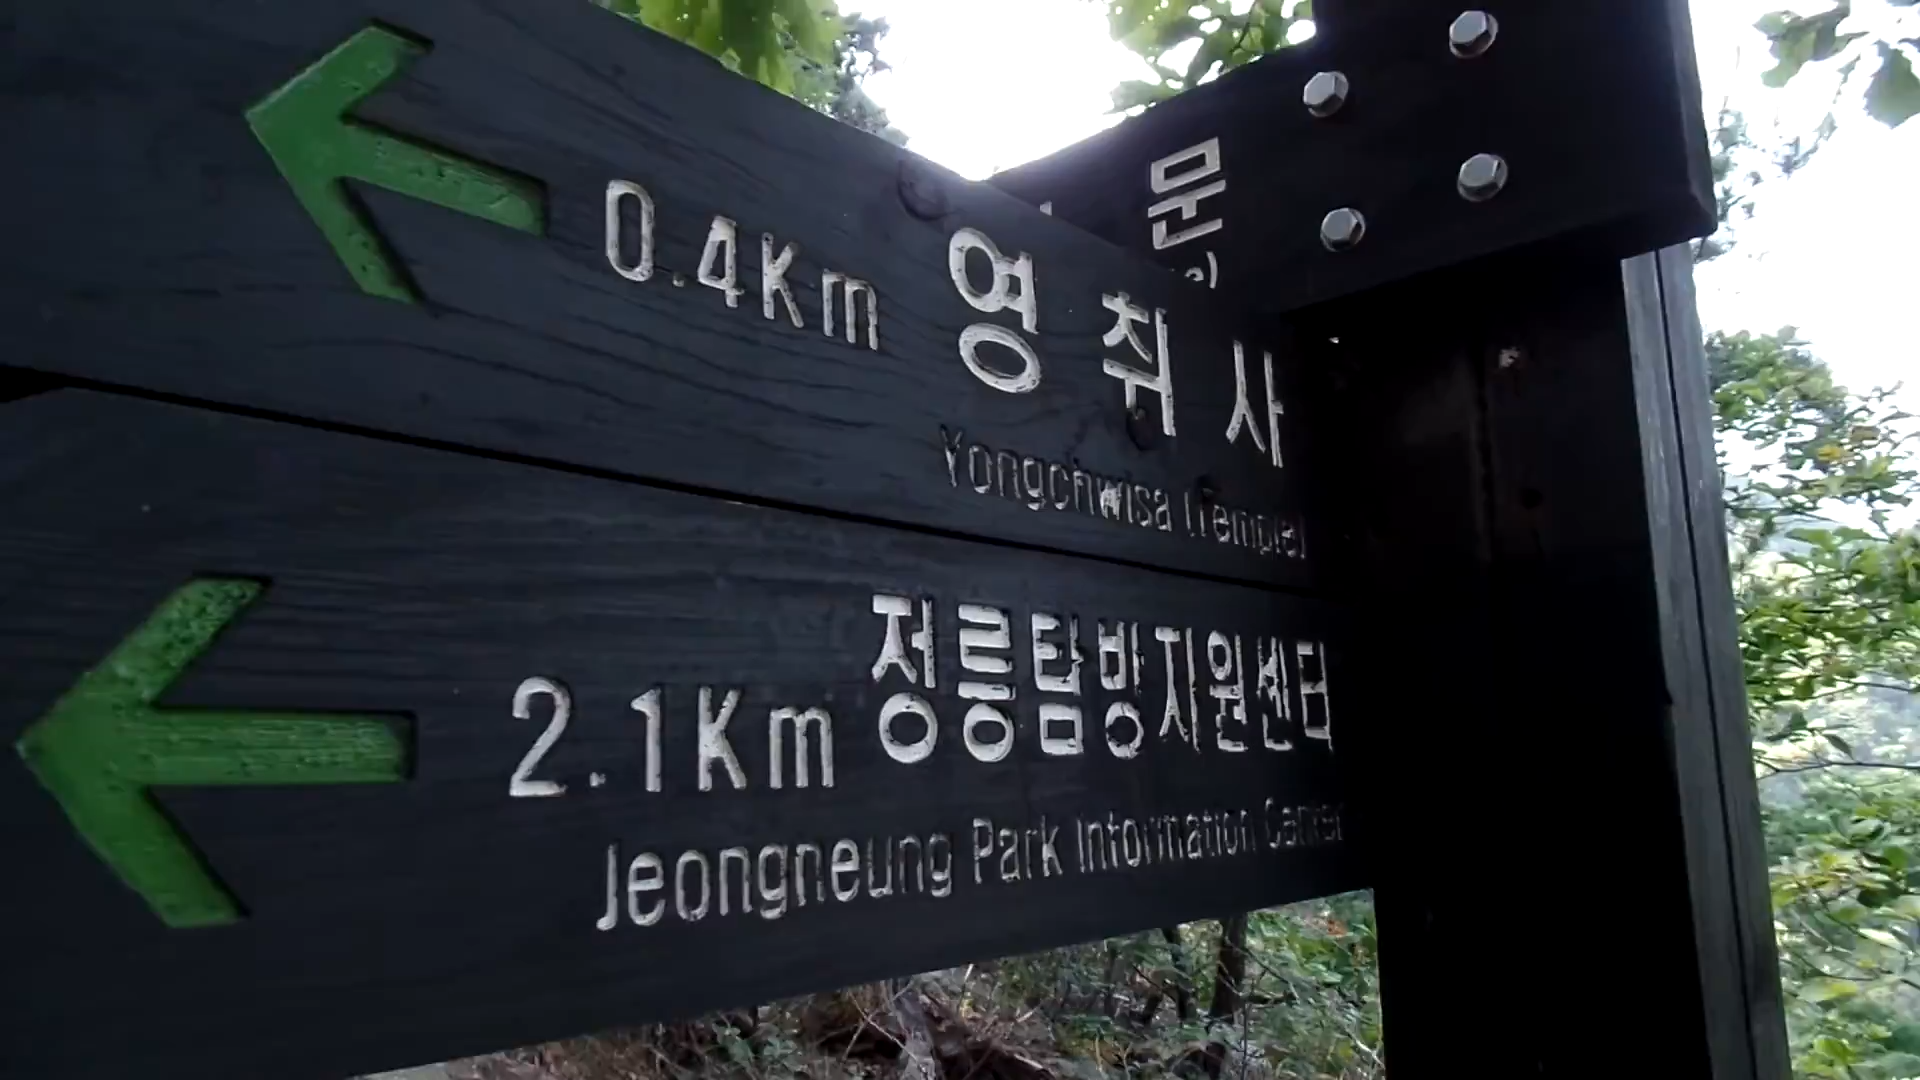 문
0.4Km 영취사
Yongchwisa (Temple)
2.1Km 정릉탐방지원센터
Jeongneung Park Information Center